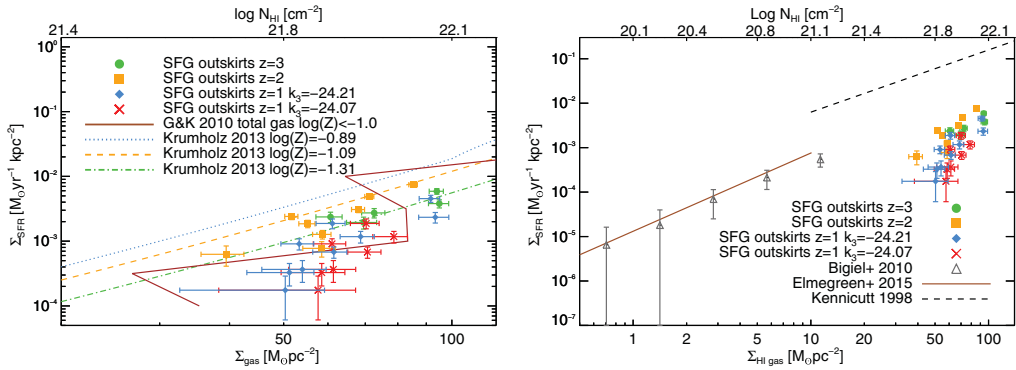 log N_HI [cm^-2]
21.4 21.8 22.1
10^0
10^-1
10^-2
10^-3
10^-4
Σ_SFR [M_⊙yr^-1 kpc^-2]
SFG outskirts z=3
SFG outskirts z=2
SFG outskirts z=1 k_3=−24.21
SFG outskirts z=1 k_3=−24.07
G&K 2010 total gas log(Z)<−1.0
Krumholz 2013 log(Z)=−0.89
Krumholz 2013 log(Z)=−1.09
Krumholz 2013 log(Z)=−1.31
50 100
Σ_gas [M_⊙pc^-2]
Log N_HI [cm^-2]
20.1 20.4 20.8 21.1 21.4 21.8 22.1
10^-1
10^-2
10^-3
10^-4
10^-5
10^-6
10^-7
Σ_SFR [M_⊙yr^-1 kpc^-2]
SFG outskirts z=3
SFG outskirts z=2
SFG outskirts z=1 k_3=−24.21
SFG outskirts z=1 k_3=−24.07
Bigiel+ 2010
Elmegreen+ 2015
Kennicutt 1998
1 2 4 6 10 20 50 100
Σ_HI gas [M_⊙pc^-2]